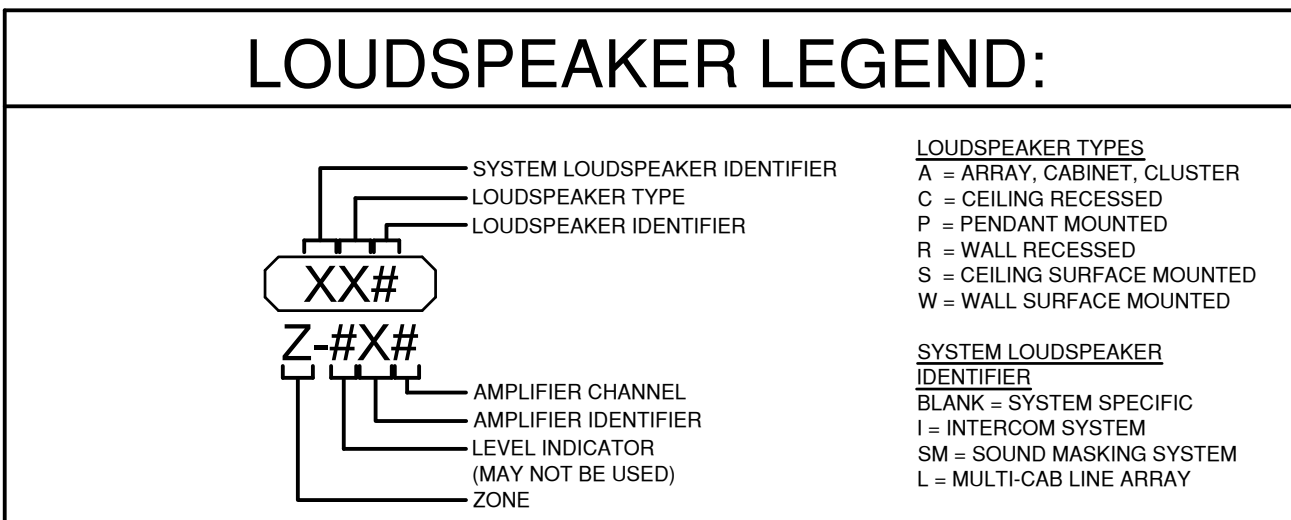 LOUDSPEAKER LEGEND:
SYSTEM LOUDSPEAKER IDENTIFIER
LOUDSPEAKER TYPE
LOUDSPEAKER IDENTIFIER
XX#
Z-#X#
AMPLIFIER CHANNEL
AMPLIFIER IDENTIFIER
LEVEL INDICATOR
(MAY NOT BE USED)
ZONE
LOUDSPEAKER TYPES
A = ARRAY, CABINET, CLUSTER
C = CEILING RECESSED
P = PENDANT MOUNTED
R = WALL RECESSED
S = CEILING SURFACE MOUNTED
W = WALL SURFACE MOUNTED
SYSTEM LOUDSPEAKER
IDENTIFIER
BLANK = SYSTEM SPECIFIC
I = INTERCOM SYSTEM
SM = SOUND MASKING SYSTEM
L = MULTI-CAB LINE ARRAY